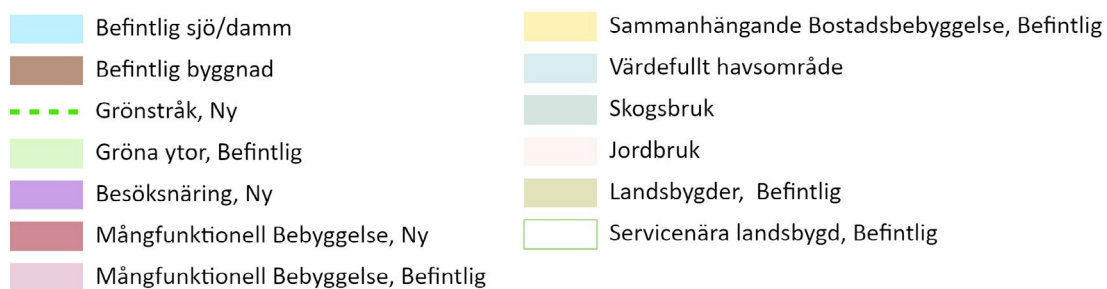 Befintlig sjö/damm
Befintlig byggnad
Grönstråk, Ny
Gröna ytor, Befintlig
Besöksnäring, Ny
Mångfunktionell Bebyggelse, Ny
Mångfunktionell Bebyggelse, Befintlig
Sammanhängande Bostadsbebyggelse, Befintlig
Värdefullt havsområde
Skogsbruk
Jordbruk
Landsbygder, Befintlig
Servicenära landsbygd, Befintlig